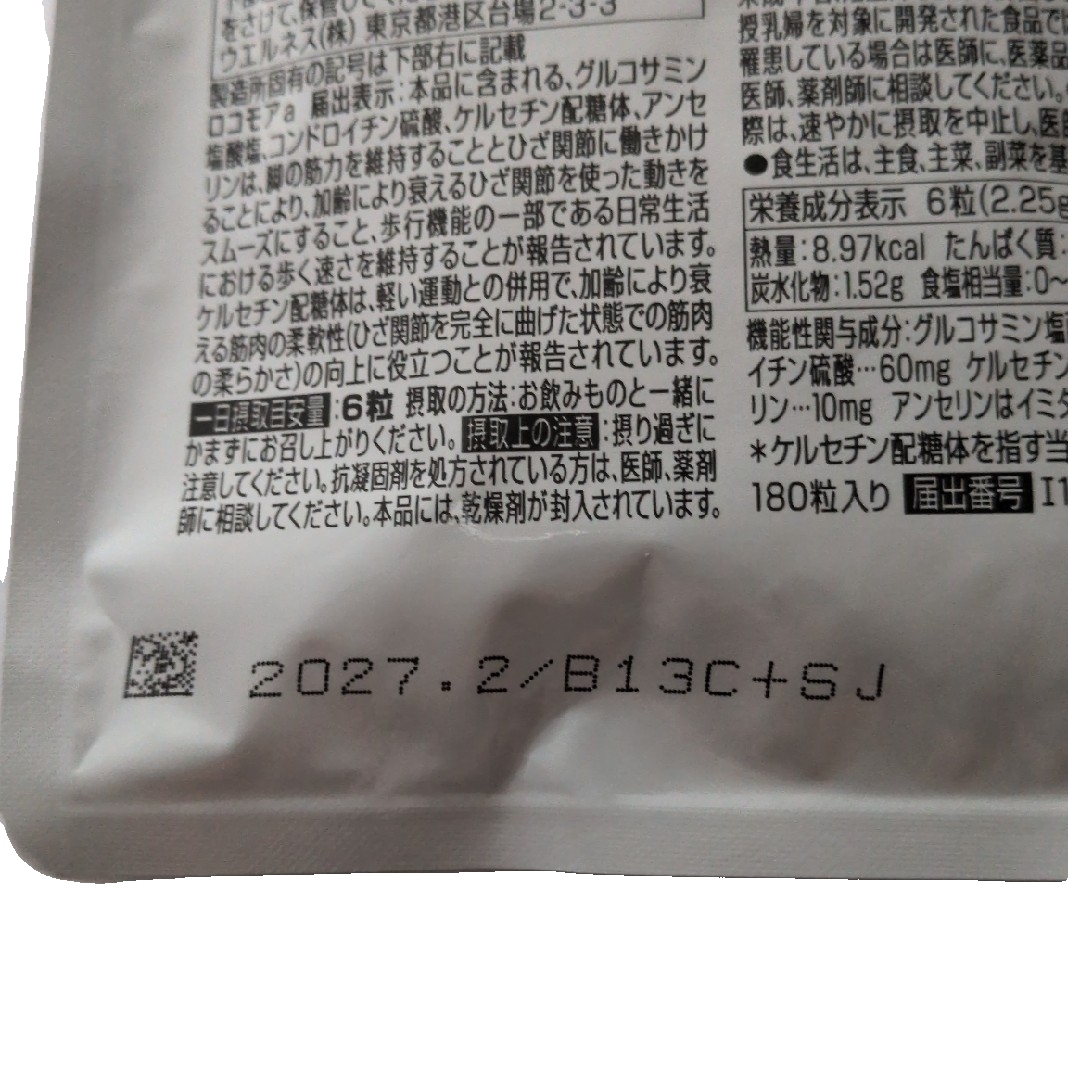 をさけて、保管してくだ
ウエルネス(株) 東京都港区台場2-3-3
製造所固有の記号は下部右に記載
ロコモアa 届出表示:本品に含まれる、グルコサミン
塩酸塩、コンドロイチン硫酸、ケルセチン配糖体、アンセ
リンは、脚の筋力を維持することとひざ関節に働きかけ
ることにより、加齢により衰えるひざ関節を使った動きを
スムーズにすること、歩行機能の一部である日常生活
における歩く速さを維持することが報告されています。
ケルセチン配糖体は、軽い運動との併用で、加齢により衰
える筋肉の柔軟性(ひざ関節を完全に曲げた状態での筋肉
の柔らかさ)の向上に役立つことが報告されています。
一日摂取目安量:6粒 摂取の方法:お飲みものと一緒に
かまずにお召し上がりください。摂取上の注意:摂り過ぎに
注意してください。抗凝固剤を処方されている方は、医師、薬剤
師に相談してください。本品には、乾燥剤が封入されています。
授乳婦を対象に開発された食品では
罹患している場合は医師に、医薬品
医師、薬剤師に相談してください。
際は、速やかに摂取を中止し、医師
●食生活は、主食、主菜、副菜を基
栄養成分表示 6粒(2.25g
熱量:8.97kcal たんぱく質:
炭水化物:1.52g 食塩相当量:0~
機能性関与成分:グルコサミン塩
イチン硫酸…60mg ケルセチン
リン…10mg アンセリンはイミダ
*ケルセチン配糖体を指す当
180粒入り 届出番号 I1
2027.2/B13C+SJ